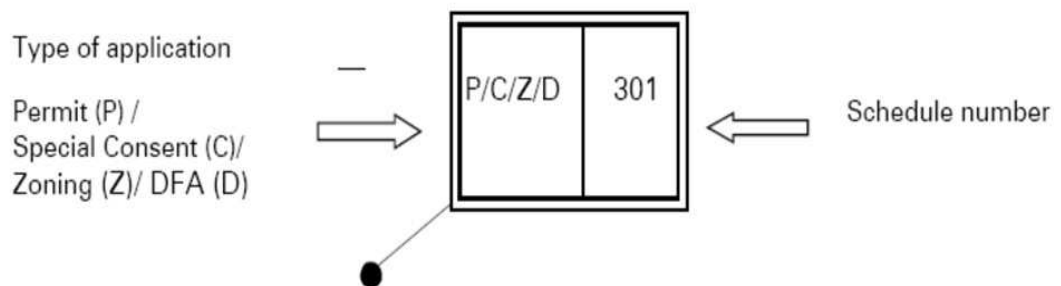 Type of application
Permit (P) /
Special Consent (C)/
Zoning (Z)/ DFA (D)
P/C/Z/D
301
Schedule number